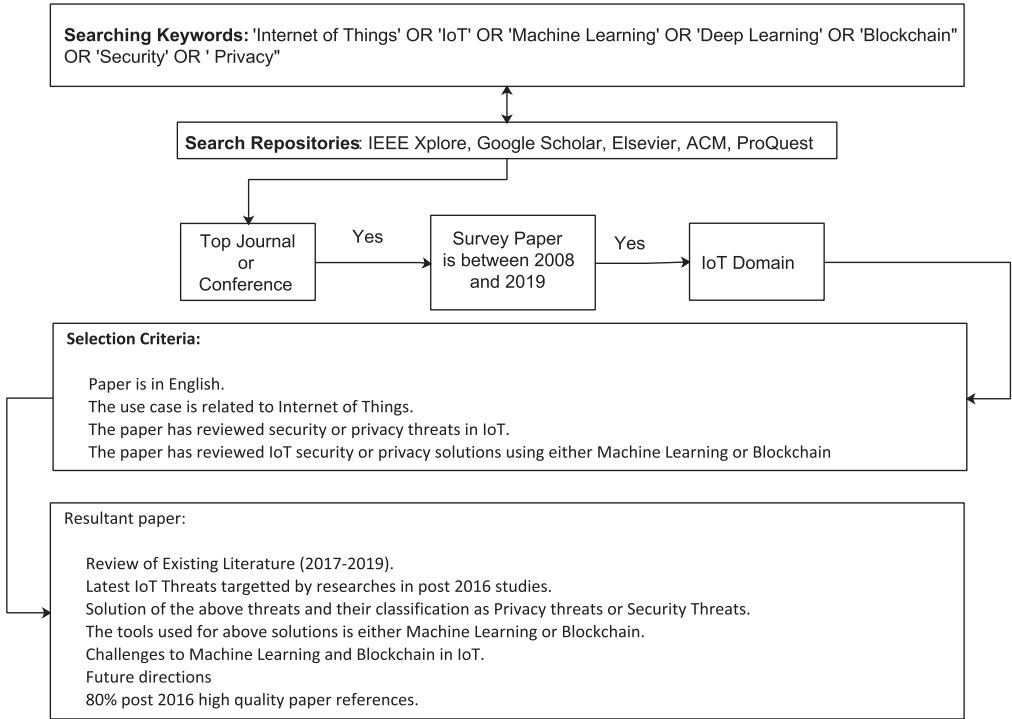 Searching Keywords: 'Internet of Things' OR 'IoT' OR 'Machine Learning' OR 'Deep Learning' OR 'Blockchain"
OR 'Security' OR ' Privacy"
Search Repositories: IEEE Xplore, Google Scholar, Elsevier, ACM, ProQuest
Top Journal
or
Conference
Yes
Survey Paper
is between 2008
and 2019
Yes
IoT Domain
Selection Criteria:
Paper is in English.
The use case is related to Internet of Things.
The paper has reviewed security or privacy threats in IoT.
The paper has reviewed IoT security or privacy solutions using either Machine Learning or Blockchain
Resultant paper:
Review of Existing Literature (2017-2019).
Latest IoT Threats targetted by researches in post 2016 studies.
Solution of the above threats and their classification as Privacy threats or Security Threats.
The tools used for above solutions is either Machine Learning or Blockchain.
Challenges to Machine Learning and Blockchain in IoT.
Future directions
80% post 2016 high quality paper references.